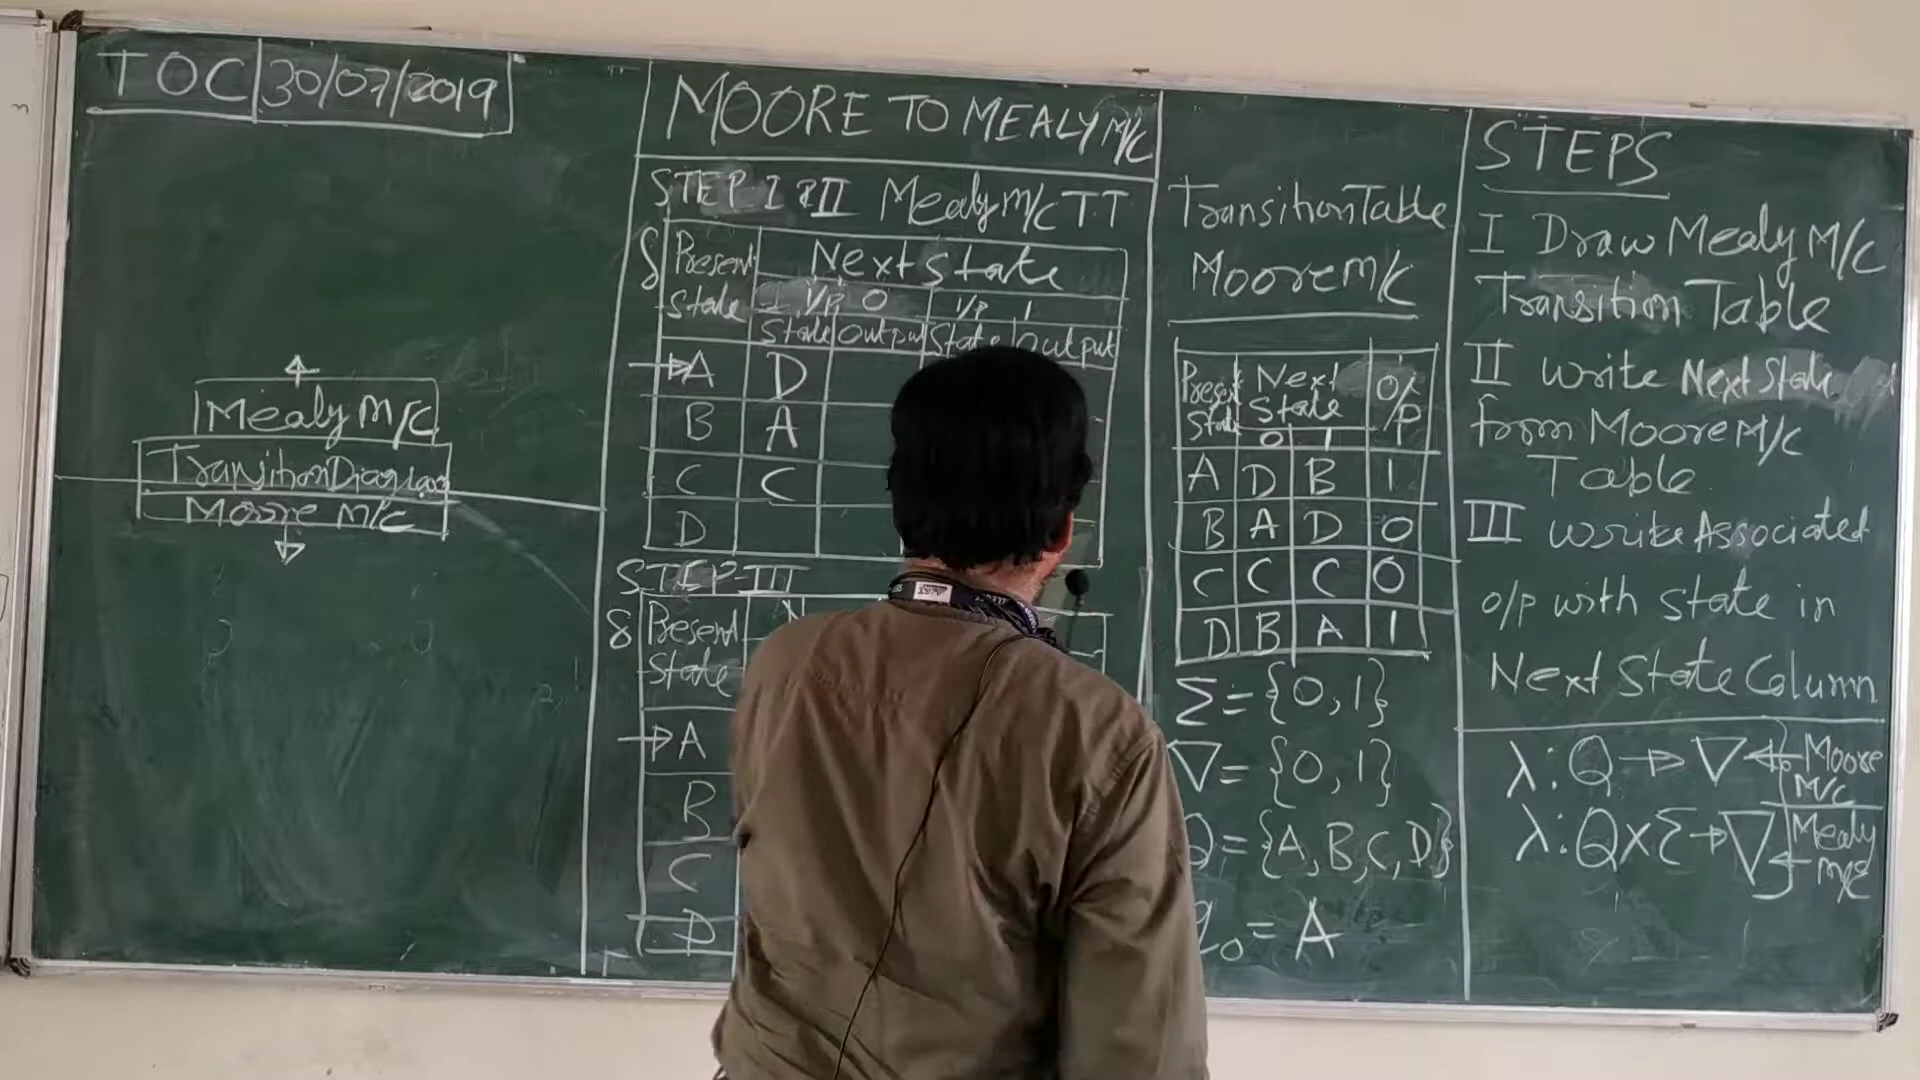 TOC 30/07/2019
Mealy M/C
Transition Diagram
Moore M/C
MOORE TO MEALY M/C
STEP I & II Mealy M/C TT
δ Present State Next State
I/P 0 I/P 1
State Output State Output
→A D
B A
C C
D
STEP-III
δ Present State N
→A
B
C
D
Transition Table
Moore M/C
Present State Next State O/P
0 1
A D B 1
B A D 0
C C C 0
D B A 1
Σ = {0,1}
∇ = {0,1}
Q = {A,B,C,D}
q0 = A
STEPS
I Draw Mealy M/C
Transition Table
II Write Next State
from Moore M/C
Table
III Write Associated
o/p with state in
Next State Column
λ: Q → ∇ Moore M/C
λ: Q x Σ → ∇ Mealy M/C